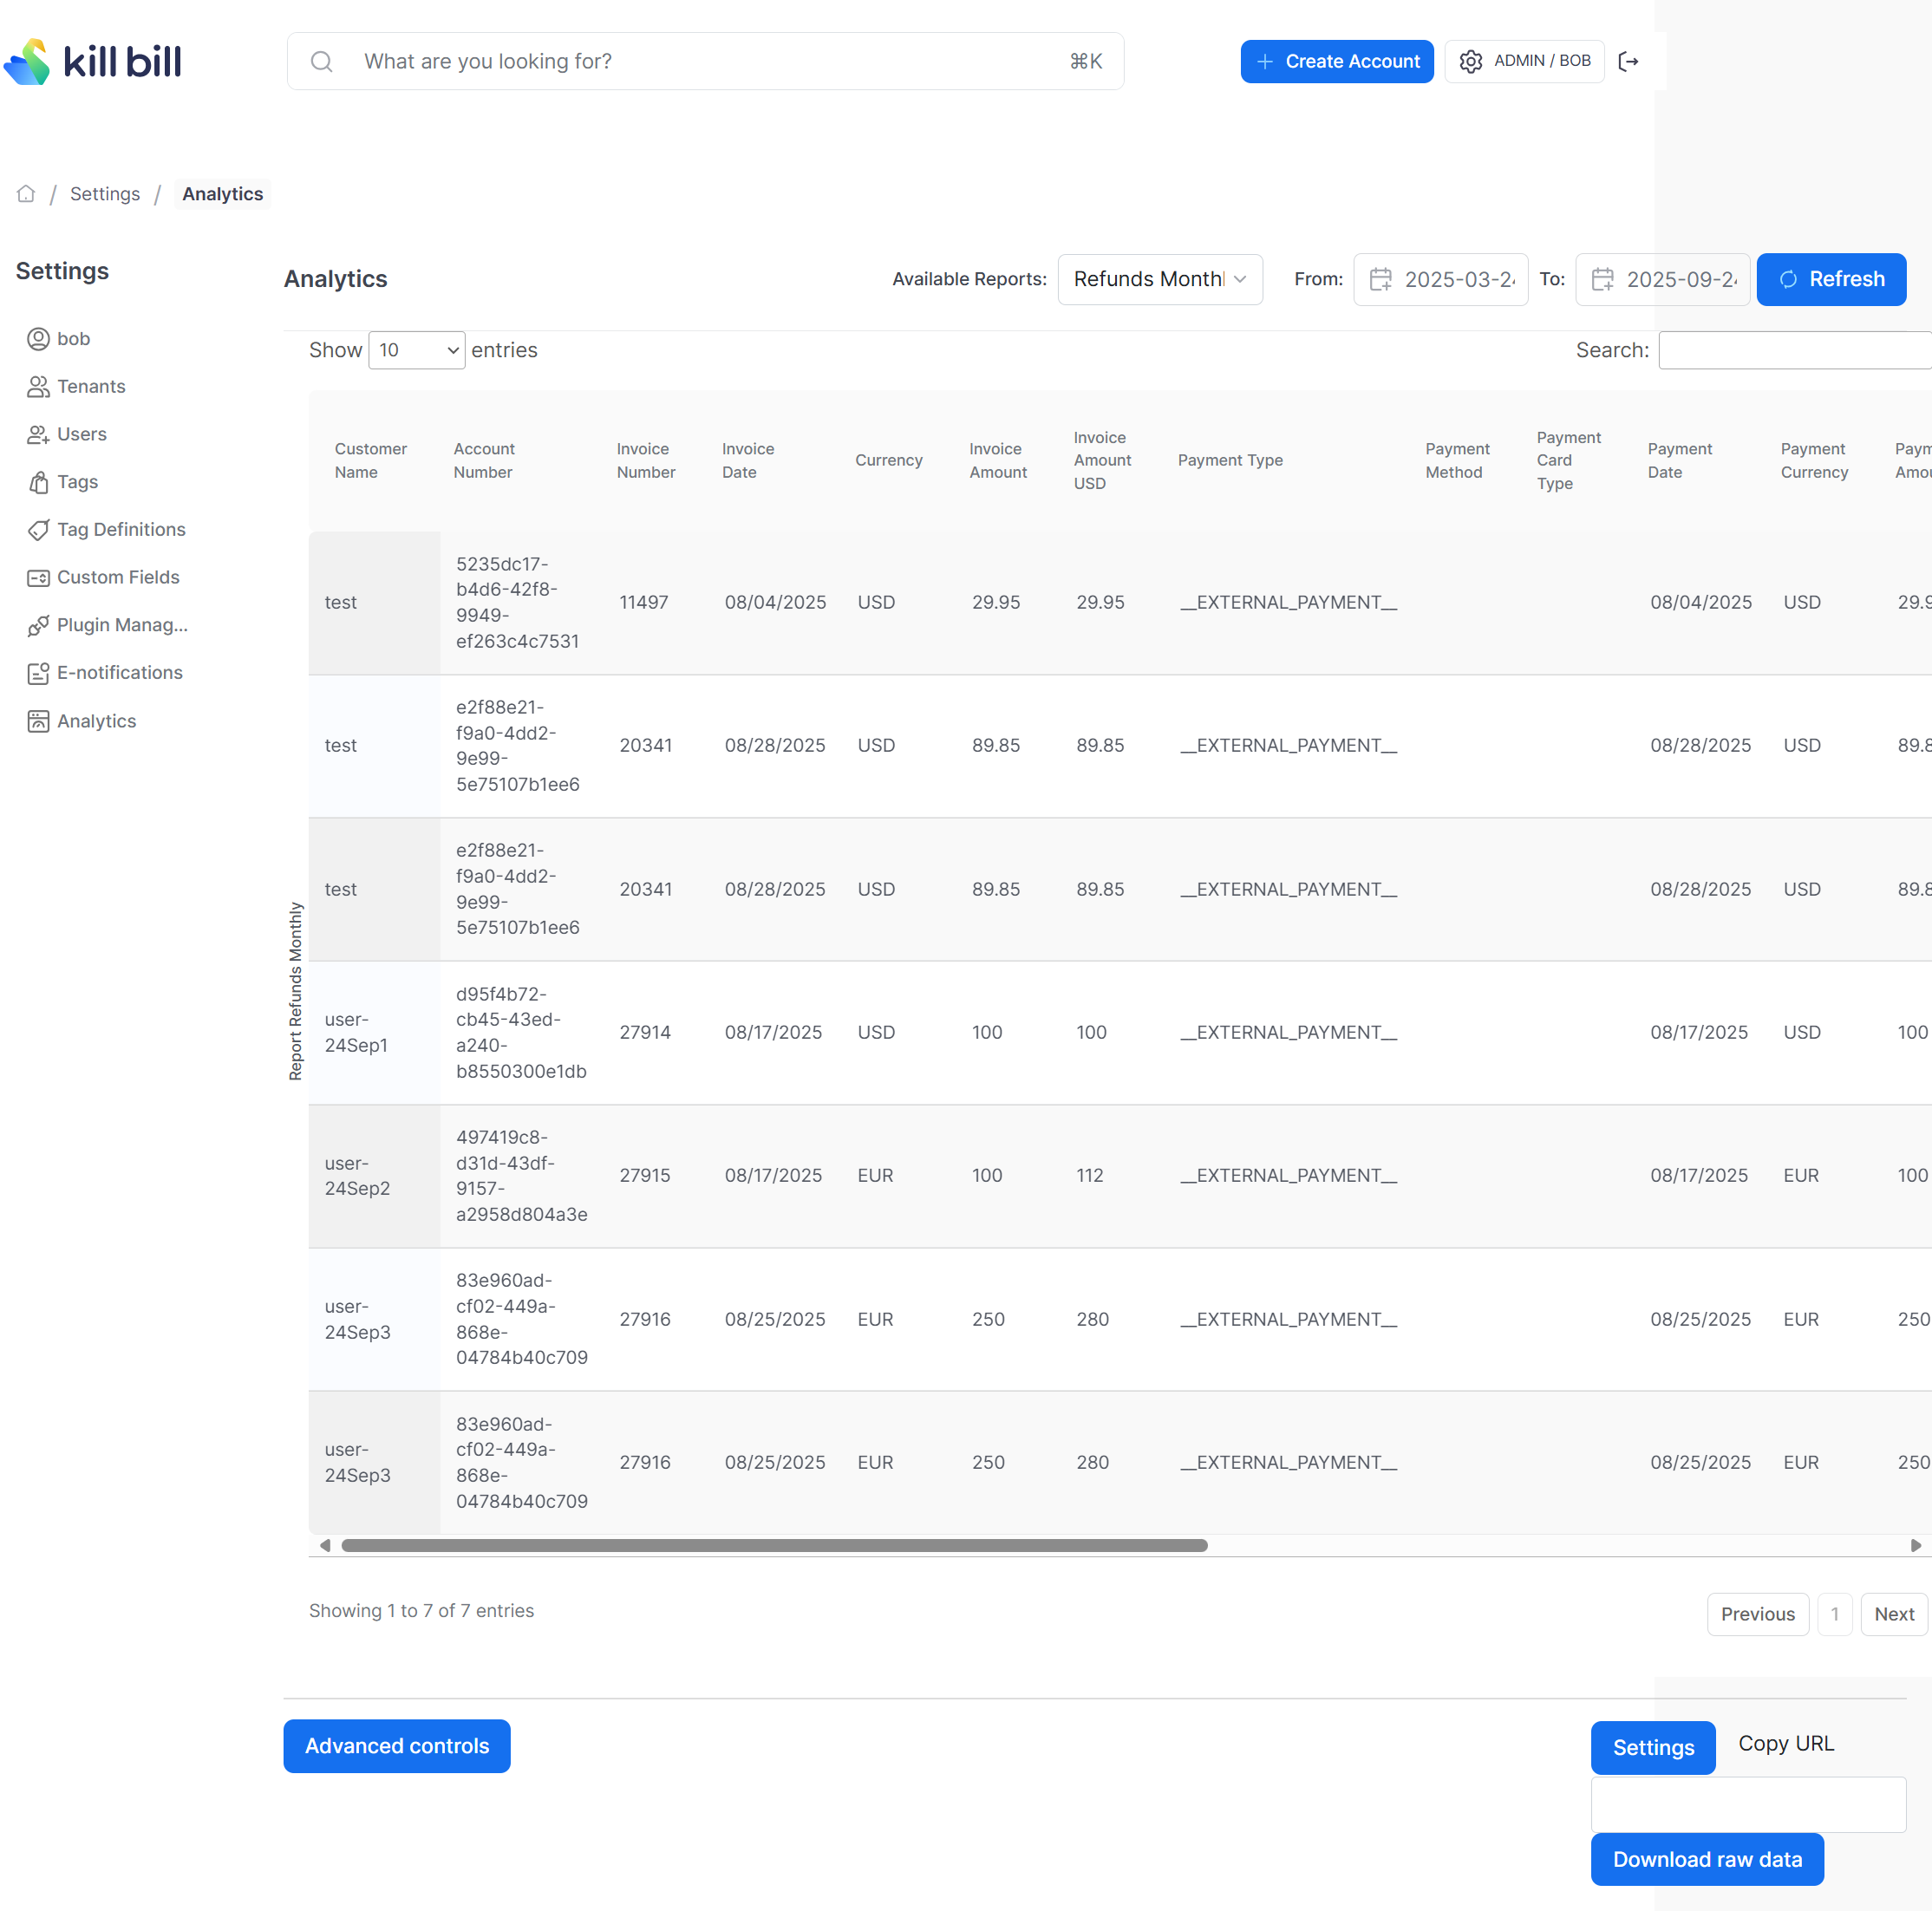 kill bill
What are you looking for?
⌘K
Create Account
ADMIN / BOB
/ Settings / Analytics
Settings
bob
Tenants
Users
Tags
Tag Definitions
Custom Fields
Plugin Manag...
E-notifications
Analytics
Analytics
Available Reports:
Refunds Monthl
From:
2025-03-2
To:
2025-09-2
Refresh
Show 10 entries
Search:
Customer Name
Account Number
Invoice Number
Invoice Date
Currency
Invoice Amount
Invoice Amount USD
Payment Type
Payment Method
Payment Card Type
Payment Date
Payment Currency
Paym
Amou
Report Refunds Monthly
test
5235dc17-
b4d6-42f8-
9949-
ef263c4c7531
11497 08/04/2025 USD 29.95 29.95 __EXTERNAL_PAYMENT__ 08/04/2025 USD 29.9
test
e2f88e21-
f9a0-4dd2-
9e99-
5e75107b1ee6
20341 08/28/2025 USD 89.85 89.85 __EXTERNAL_PAYMENT__ 08/28/2025 USD 89.8
test
e2f88e21-
f9a0-4dd2-
9e99-
5e75107b1ee6
20341 08/28/2025 USD 89.85 89.85 __EXTERNAL_PAYMENT__ 08/28/2025 USD 89.8
user-
24Sep1
d95f4b72-
cb45-43ed-
a240-
b8550300e1db
27914 08/17/2025 USD 100 100 __EXTERNAL_PAYMENT__ 08/17/2025 USD 100
user-
24Sep2
497419c8-
d31d-43df-
9157-
a2958d804a3e
27915 08/17/2025 EUR 100 112 __EXTERNAL_PAYMENT__ 08/17/2025 EUR 100
user-
24Sep3
83e960ad-
cf02-449a-
868e-
04784b40c709
27916 08/25/2025 EUR 250 280 __EXTERNAL_PAYMENT__ 08/25/2025 EUR 250
user-
24Sep3
83e960ad-
cf02-449a-
868e-
04784b40c709
27916 08/25/2025 EUR 250 280 __EXTERNAL_PAYMENT__ 08/25/2025 EUR 250
Showing 1 to 7 of 7 entries
Previous 1 Next
Advanced controls
Settings
Copy URL
Download raw data